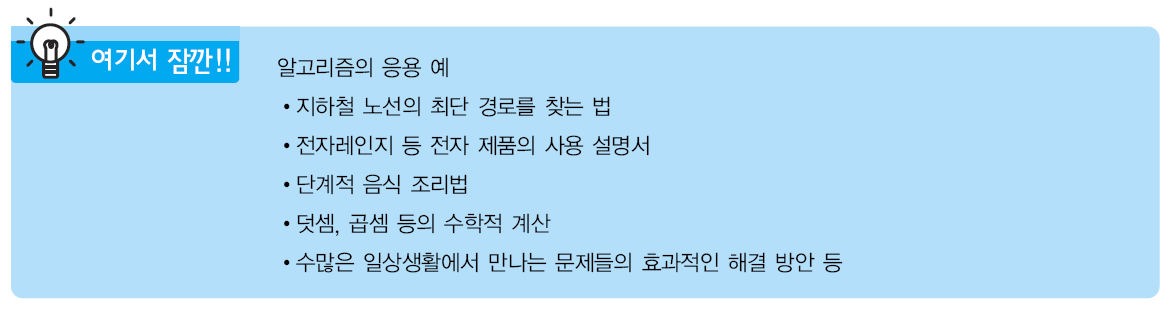 여기서 잠깐!!
알고리즘의 응용 예
• 지하철 노선의 최단 경로를 찾는 법
• 전자레인지 등 전자 제품의 사용 설명서
• 단계적 음식 조리법
• 덧셈, 곱셈 등의 수학적 계산
• 수많은 일상생활에서 만나는 문제들의 효과적인 해결 방안 등